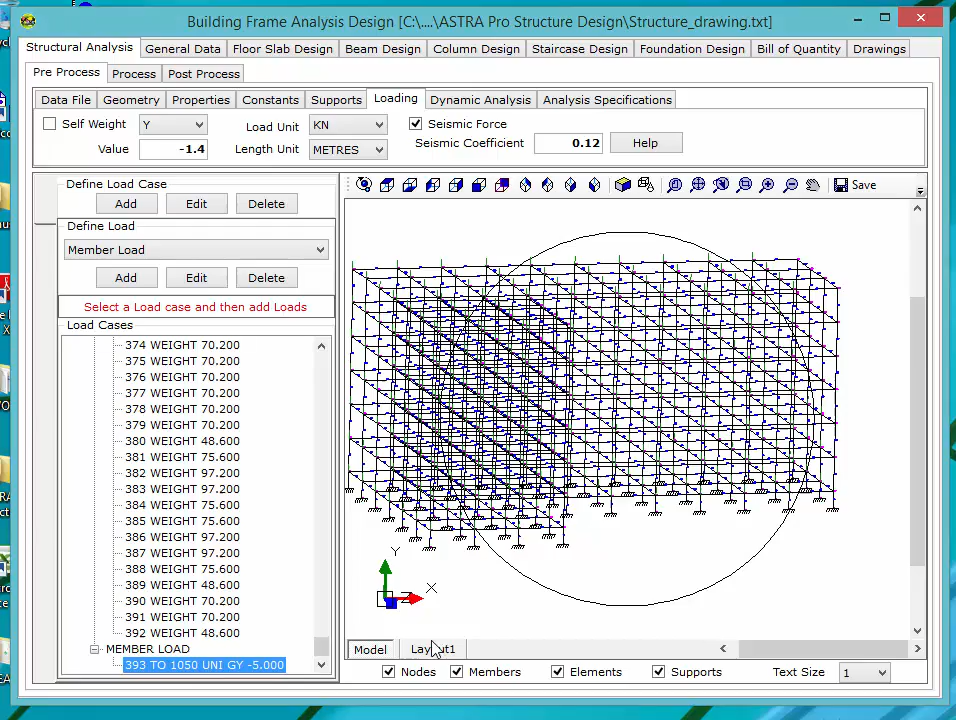 Building Frame Analysis Design [C:\....\ASTRA Pro Structure Design\Structure_drawing.txt]
Structural Analysis General Data Floor Slab Design Beam Design Column Design Staircase Design Foundation Design Bill of Quantity Drawings
Pre Process Process Post Process
Data File Geometry Properties Constants Supports Loading Dynamic Analysis Analysis Specifications
Self Weight Y Load Unit KN Seismic Force
Value -1.4 Length Unit METRES Seismic Coefficient 0.12 Help
Define Load Case
Add Edit Delete
Save
Define Load
Member Load
Add Edit Delete
Select a Load case and then add Loads
Load Cases
374 WEIGHT 70.200
375 WEIGHT 70.200
376 WEIGHT 70.200
377 WEIGHT 70.200
378 WEIGHT 70.200
379 WEIGHT 70.200
380 WEIGHT 48.600
381 WEIGHT 75.600
382 WEIGHT 97.200
383 WEIGHT 97.200
384 WEIGHT 75.600
385 WEIGHT 75.600
386 WEIGHT 97.200
387 WEIGHT 97.200
388 WEIGHT 75.600
389 WEIGHT 48.600
390 WEIGHT 70.200
391 WEIGHT 70.200
392 WEIGHT 48.600
MEMBER LOAD
393 TO 1050 UNI GY -5.000
Y
X
Z
Model Layout1
Nodes Members Elements Supports Text Size 1